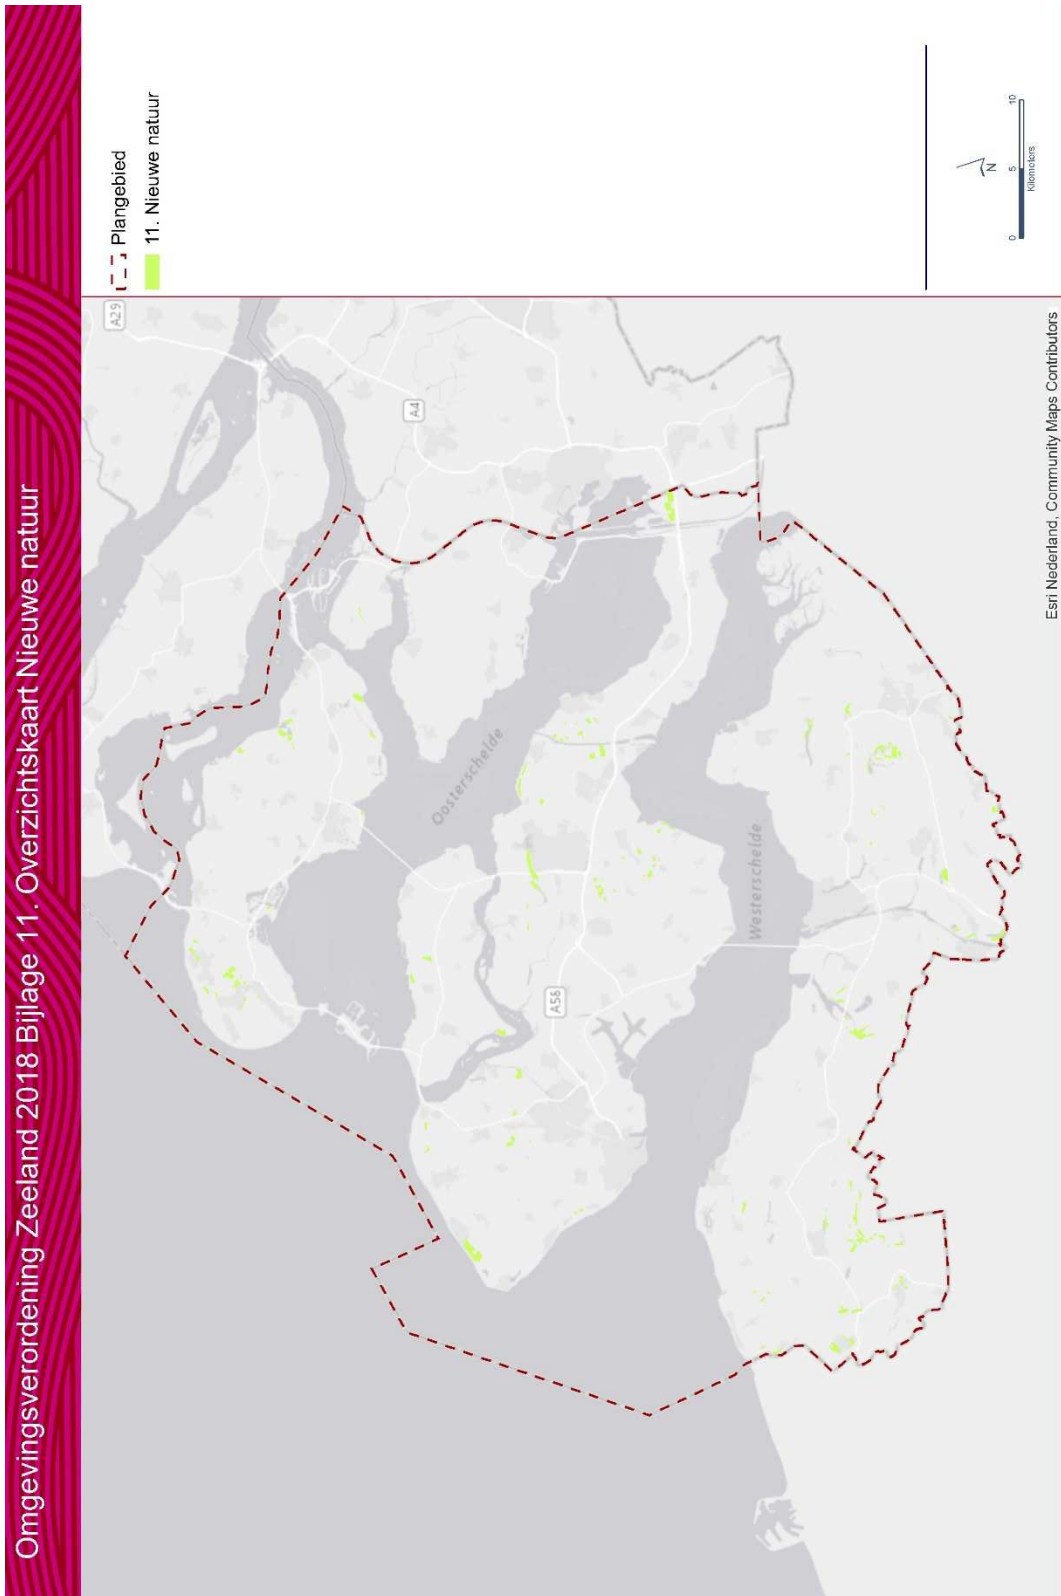 Omgevingsverordening Zeeland 2018 Bijlage 11. Overzichtskaart Nieuwe natuur
Plangebied
11. Nieuwe natuur
A29
A4
Oosterschelde
A58
Westerschelde
N
0 5 10
Kilometers
Esri Nederland, Community Maps Contributors